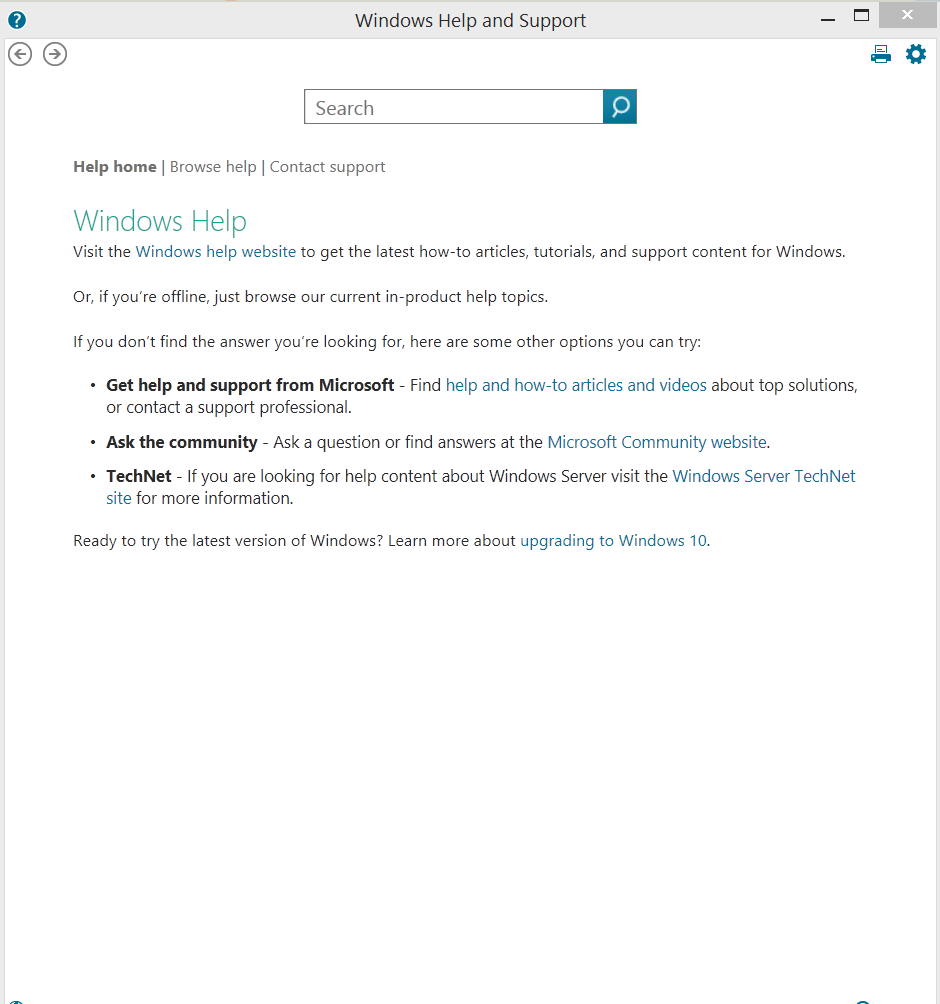 Windows Help and Support
Search
Help home | Browse help | Contact support
Windows Help
Visit the Windows help website to get the latest how-to articles, tutorials, and support content for Windows.
Or, if you’re offline, just browse our current in-product help topics.
If you don’t find the answer you’re looking for, here are some other options you can try:
• Get help and support from Microsoft - Find help and how-to articles and videos about top solutions,
or contact a support professional.
• Ask the community - Ask a question or find answers at the Microsoft Community website.
• TechNet - If you are looking for help content about Windows Server visit the Windows Server TechNet
site for more information.
Ready to try the latest version of Windows? Learn more about upgrading to Windows 10.